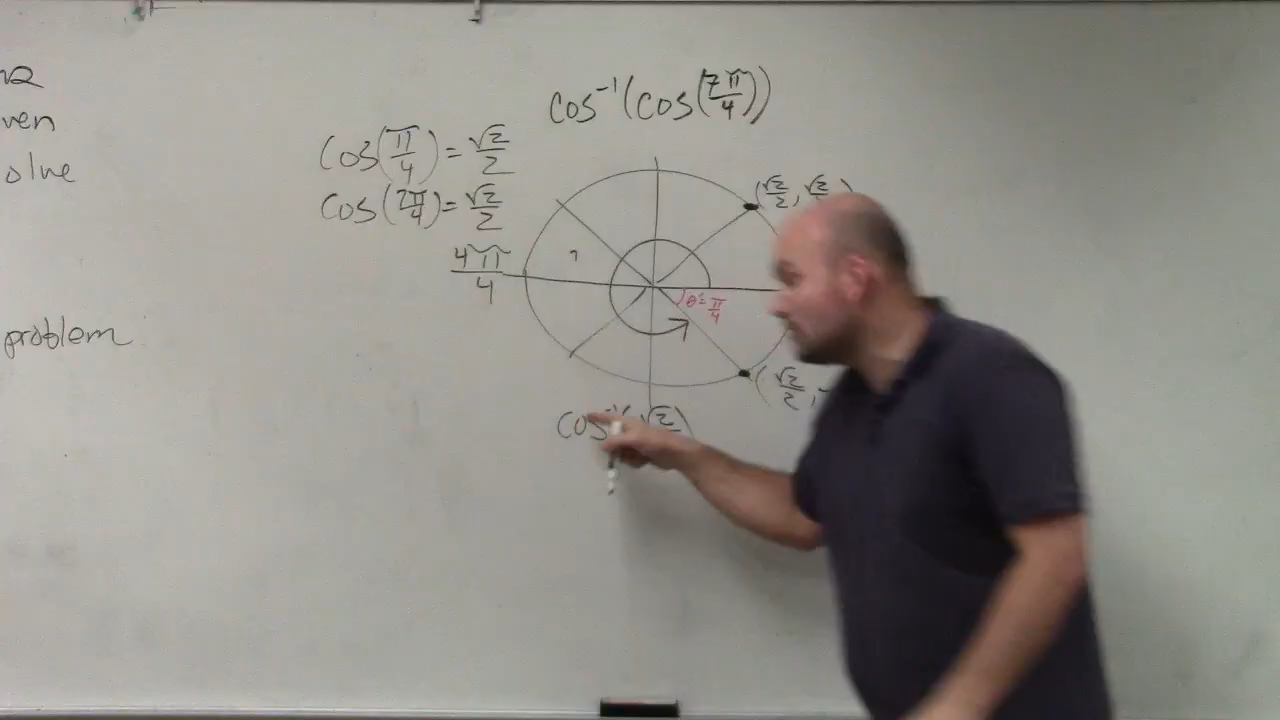 ven
olve
problem
cos⁻¹(cos(7π/4))
cos(π/4) = √2/2
cos(7π/4) = √2/2
4π/4
(√2/2, √2/2)
θ' = π/4
(√2/2, -
cos⁻¹(√2/